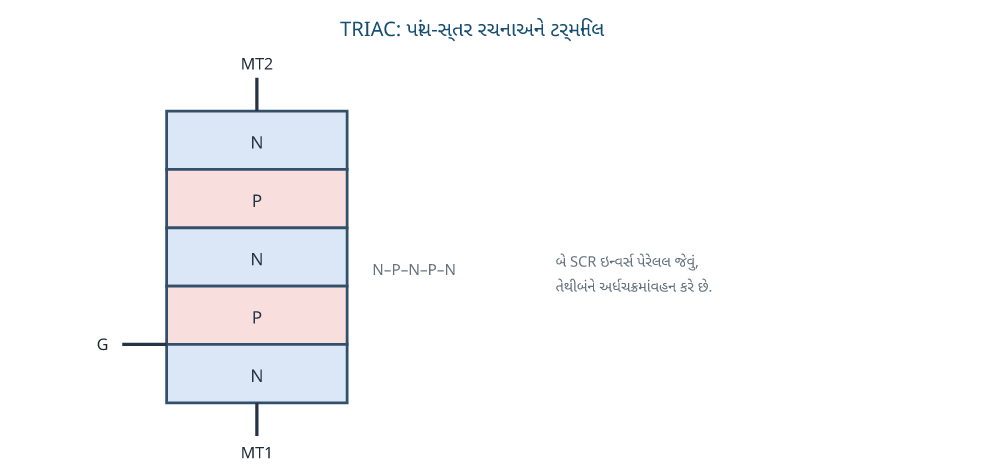 TRIAC: પાંચ-સ્તર રચના અને ટર્મિનલ
MT2
N
P
N
N–P–N–P–N
બે SCR ઇન્વર્સ પેરેલલ જેવું,
તેથી બંને અર્ધચક્રમાં વહન કરે છે.
P
G
N
MT1